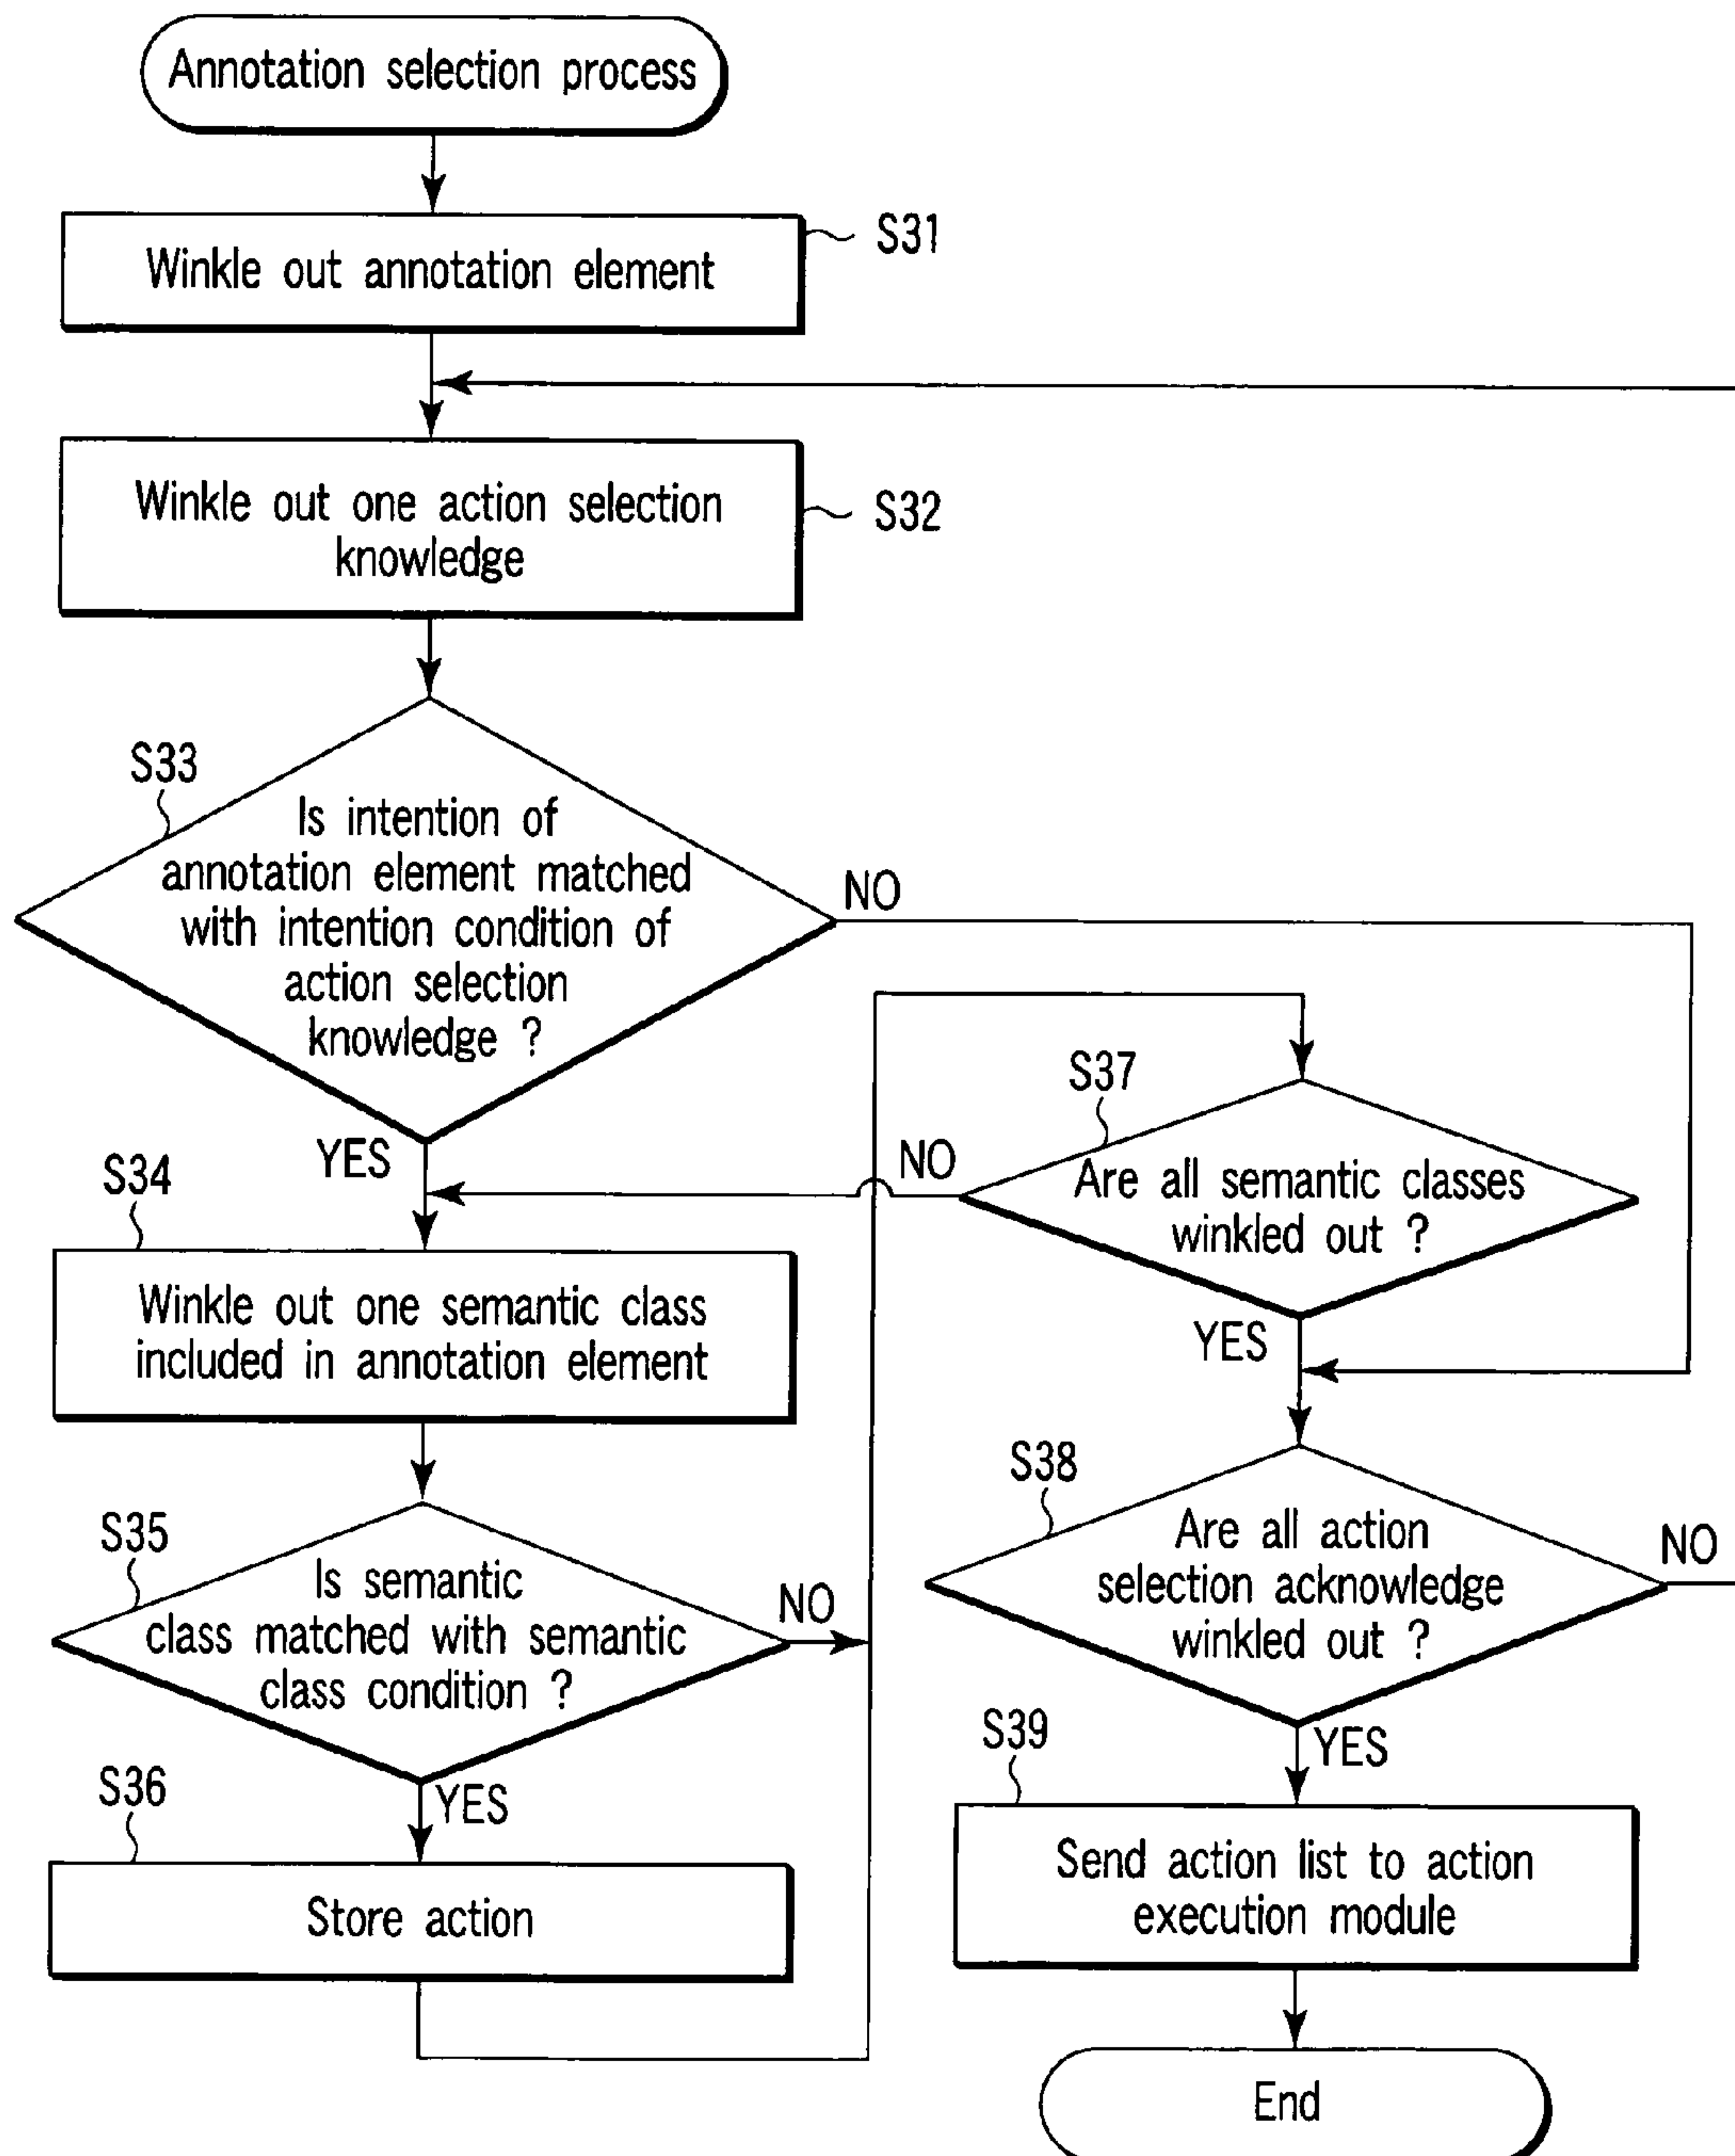 Annotation selection process
Winkle out annotation element
S31
Winkle out one action selection
knowledge
S32
S33
Is intention of
annotation element matched
with intention condition of
action selection
knowledge ?
NO
YES
S34
Winkle out one semantic class
included in annotation element
S35
Is semantic
class matched with semantic
class condition ?
NO
YES
S36
Store action
S37
Are all semantic classes
winkled out ?
NO
YES
S38
Are all action
selection acknowledge
winkled out ?
NO
YES
S39
Send action list to action
execution module
End